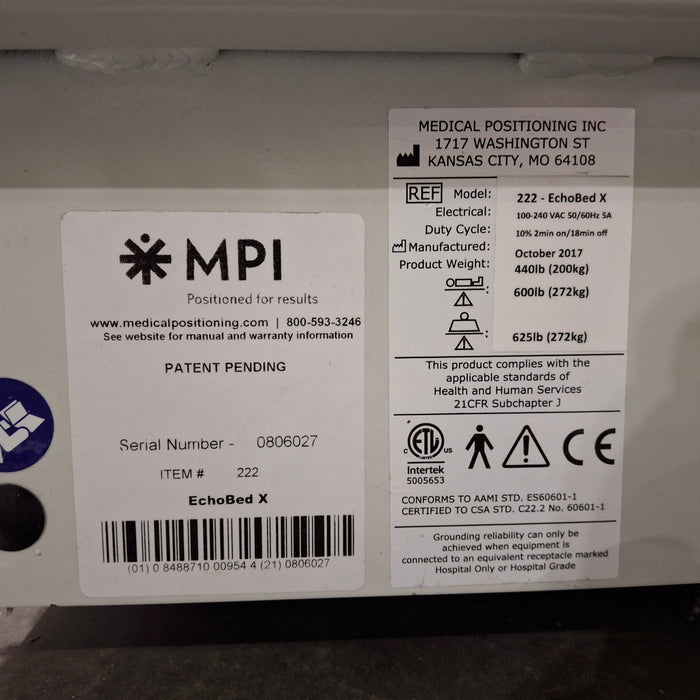 MPI
Positioned for results
www.medicalpositioning.com | 800-593-3246
See website for manual and warranty information
PATENT PENDING
Serial Number - 0806027
ITEM # 222
EchoBed X
(01) 0 8488710 00954 4 (21) 0806027
MEDICAL POSITIONING INC
1717 WASHINGTON ST
KANSAS CITY, MO 64108
REF Model: 222 - EchoBed X
Electrical: 100-240 VAC 50/60Hz 5A
Duty Cycle: 10% 2min on/18min off
Manufactured: October 2017
Product Weight: 440lb (200kg)
: 600lb (272kg)
: 625lb (272kg)
This product complies with the
applicable standards of
Health and Human Services
21CFR Subchapter J
c ETL us
Intertek
5005653
CE
CONFORMS TO AAMI STD. ES60601-1
CERTIFIED TO CSA STD. C22.2 No. 60601-1
Grounding reliability can only be
achieved when equipment is
connected to an equivalent receptacle marked
Hospital Only or Hospital Grade